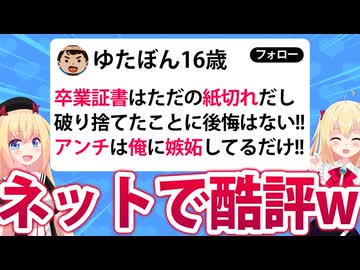 ゆたぼん16歳
フォロー
卒業証書はただの紙切れだし
破り捨てたことに後悔はない!!
アンチは俺に嫉妬してるだけ!!
ネットで酷評w